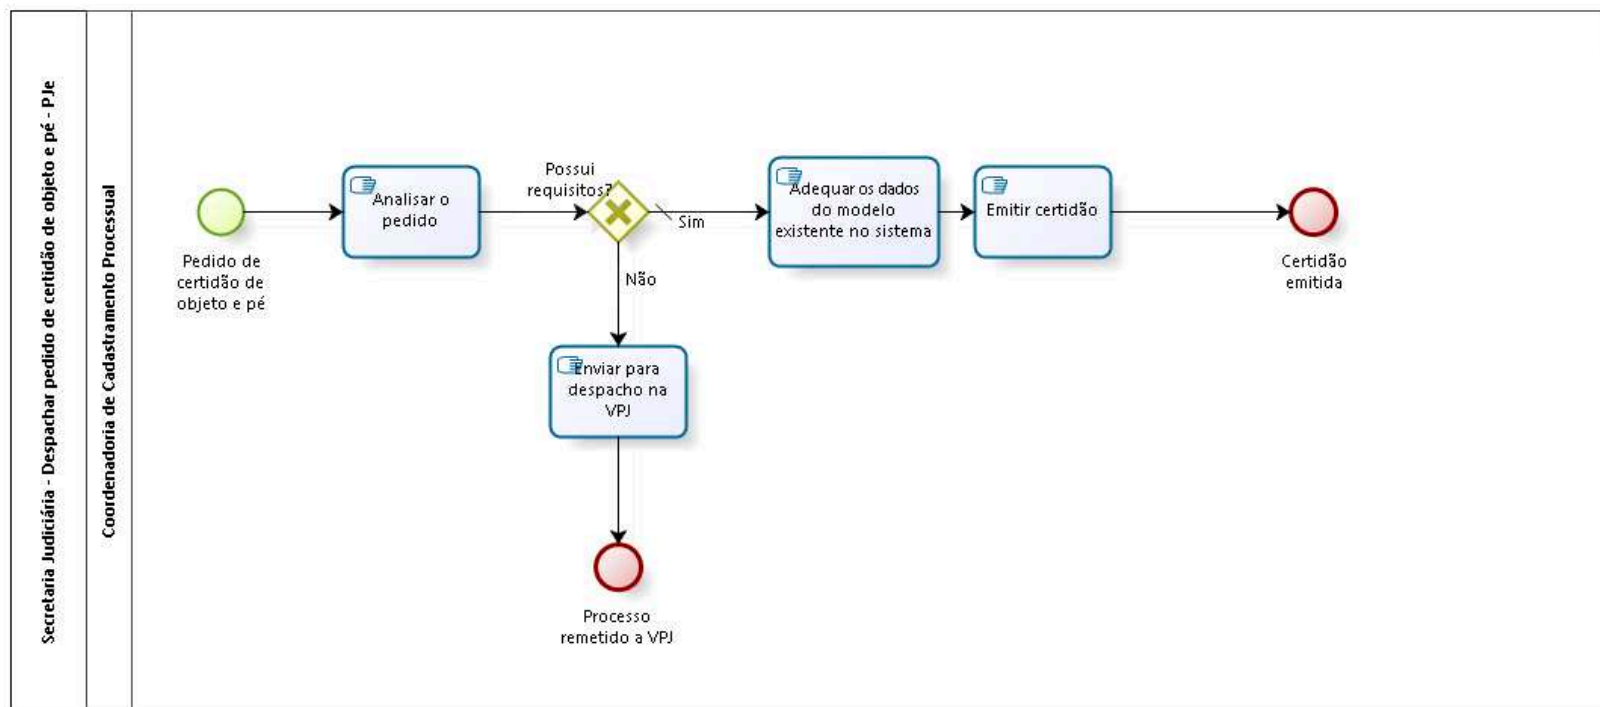 Secretaria Judiciária - Despachar pedido de certidão de objeto e pé - PJe
Coordenadoria de Cadastramento Processual
Pedido de
certidão de
objeto e pé
Analisar o
pedido
Possui
requisitos?
Sim
Não
Adequar os dados
do modelo
existente no sistema
Emitir certidão
Certidão
emitida
Enviar para
despacho na
VPJ
Processo
remetido a VPJ